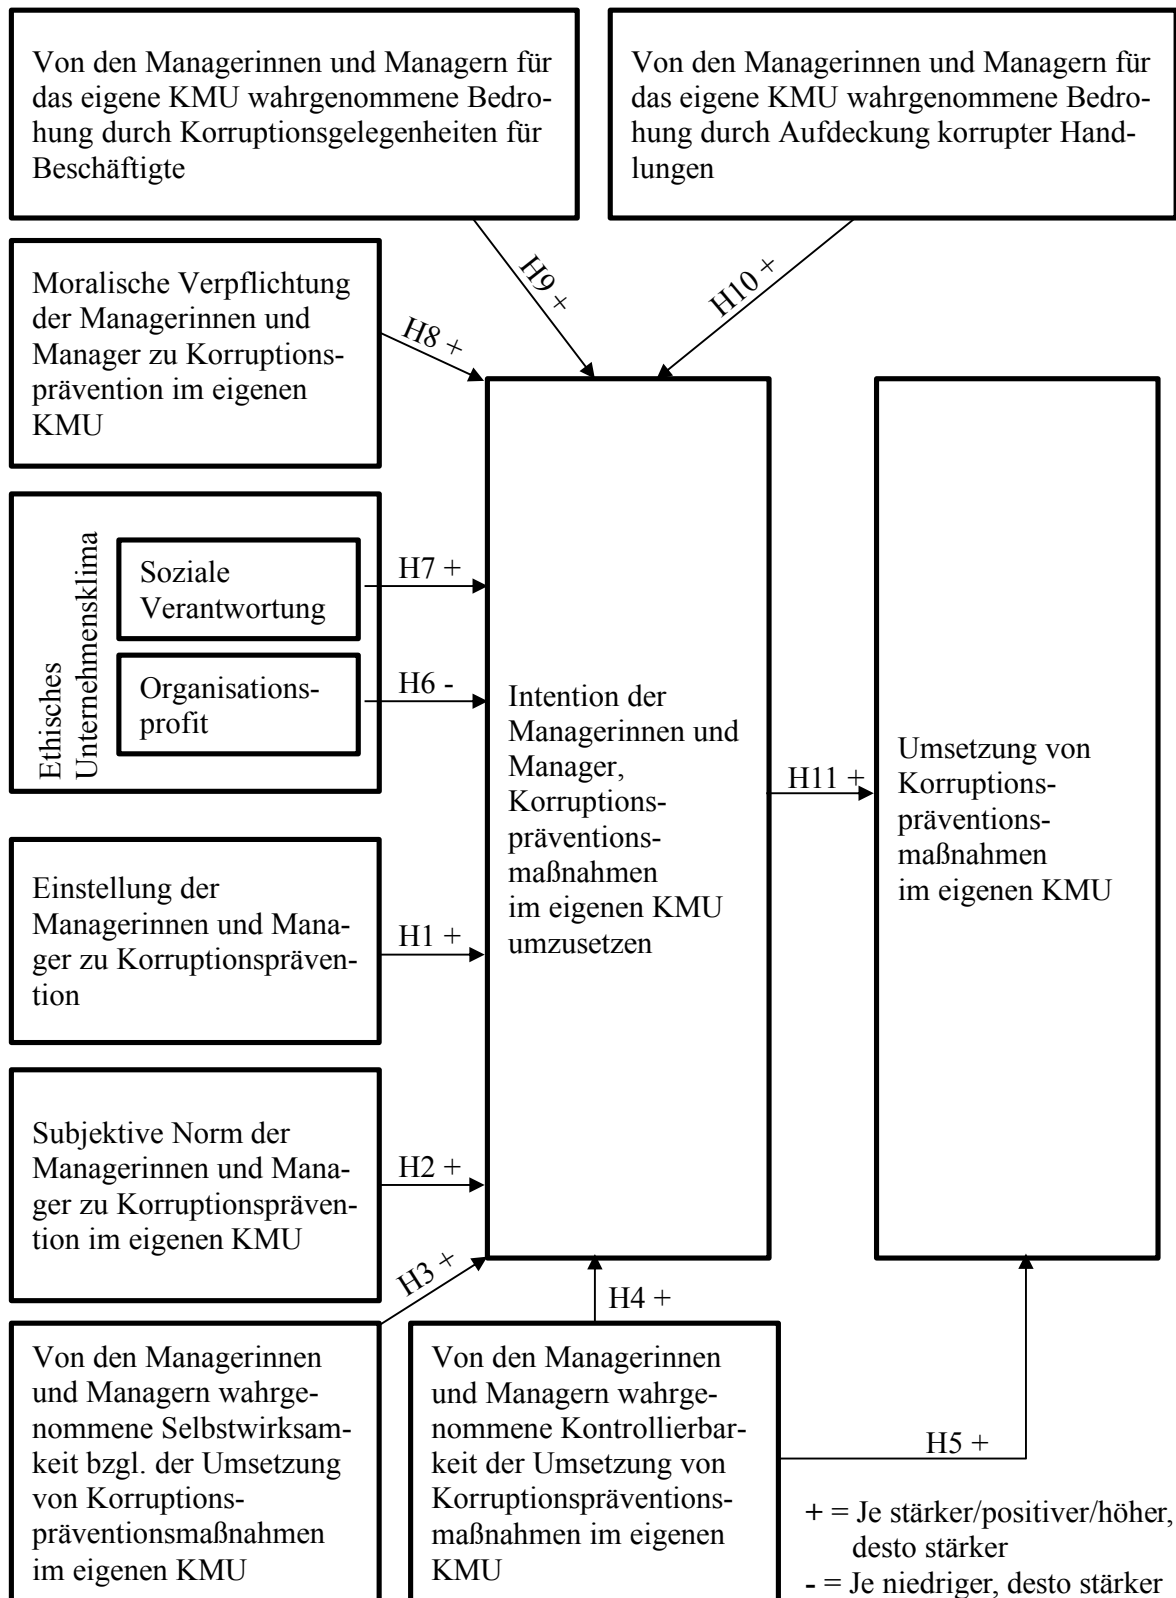 Von den Managerinnen und Managern für
das eigene KMU wahrgenommene Bedro-
hung durch Korruptionsgelegenheiten für
Beschäftigte
Von den Managerinnen und Managern für
das eigene KMU wahrgenommene Bedro-
hung durch Aufdeckung korrupter Hand-
lungen
H9 +
H10 +
Moralische Verpflichtung
der Managerinnen und
Manager zu Korruptions-
prävention im eigenen
KMU
H8 +
Ethisches
Unternehmensklima
Soziale
Verantwortung
H7 +
Organisations-
profit
H6 -
Intention der
Managerinnen und
Manager,
Korruptions-
präventions-
maßnahmen
im eigenen KMU
umzusetzen
H11 +
Umsetzung von
Korruptions-
präventions-
maßnahmen
im eigenen KMU
Einstellung der
Managerinnen und Mana-
ger zu Korruptionspräven-
tion
H1 +
Subjektive Norm der
Managerinnen und Mana-
ger zu Korruptionspräven-
tion im eigenen KMU
H2 +
H3 +
H4 +
Von den Managerinnen
und Managern wahrge-
nommene Selbstwirksam-
keit bzgl. der Umsetzung
von Korruptions-
präventionsmaßnahmen
im eigenen KMU
Von den Managerinnen
und Managern wahrge-
nommene Kontrollierbar-
keit der Umsetzung von
Korruptionspräventions-
maßnahmen im eigenen
KMU
H5 +
+ = Je stärker/positiver/höher,
desto stärker
- = Je niedriger, desto stärker